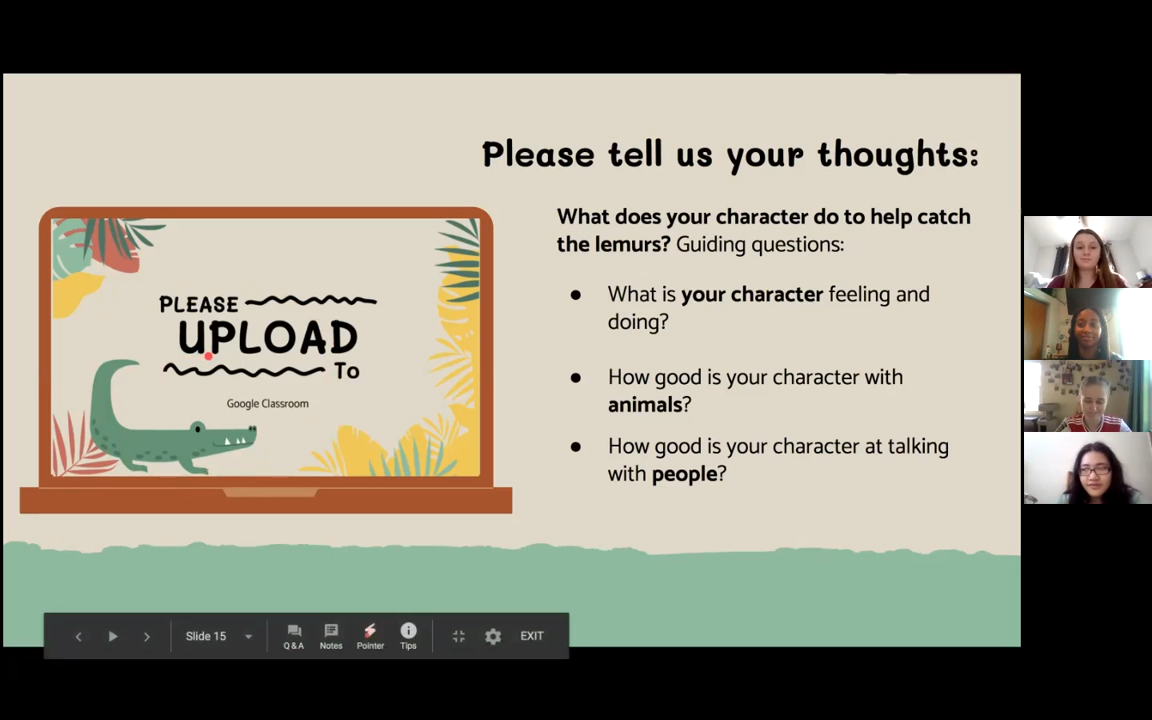 Please tell us your thoughts:
What does your character do to help catch
the lemurs? Guiding questions:
● What is your character feeling and
doing?
● How good is your character with
animals?
● How good is your character at talking
with people?
PLEASE
UPLOAD
To
Google Classroom
Slide 15
Q & A
Notes
Pointer
Tips
EXIT